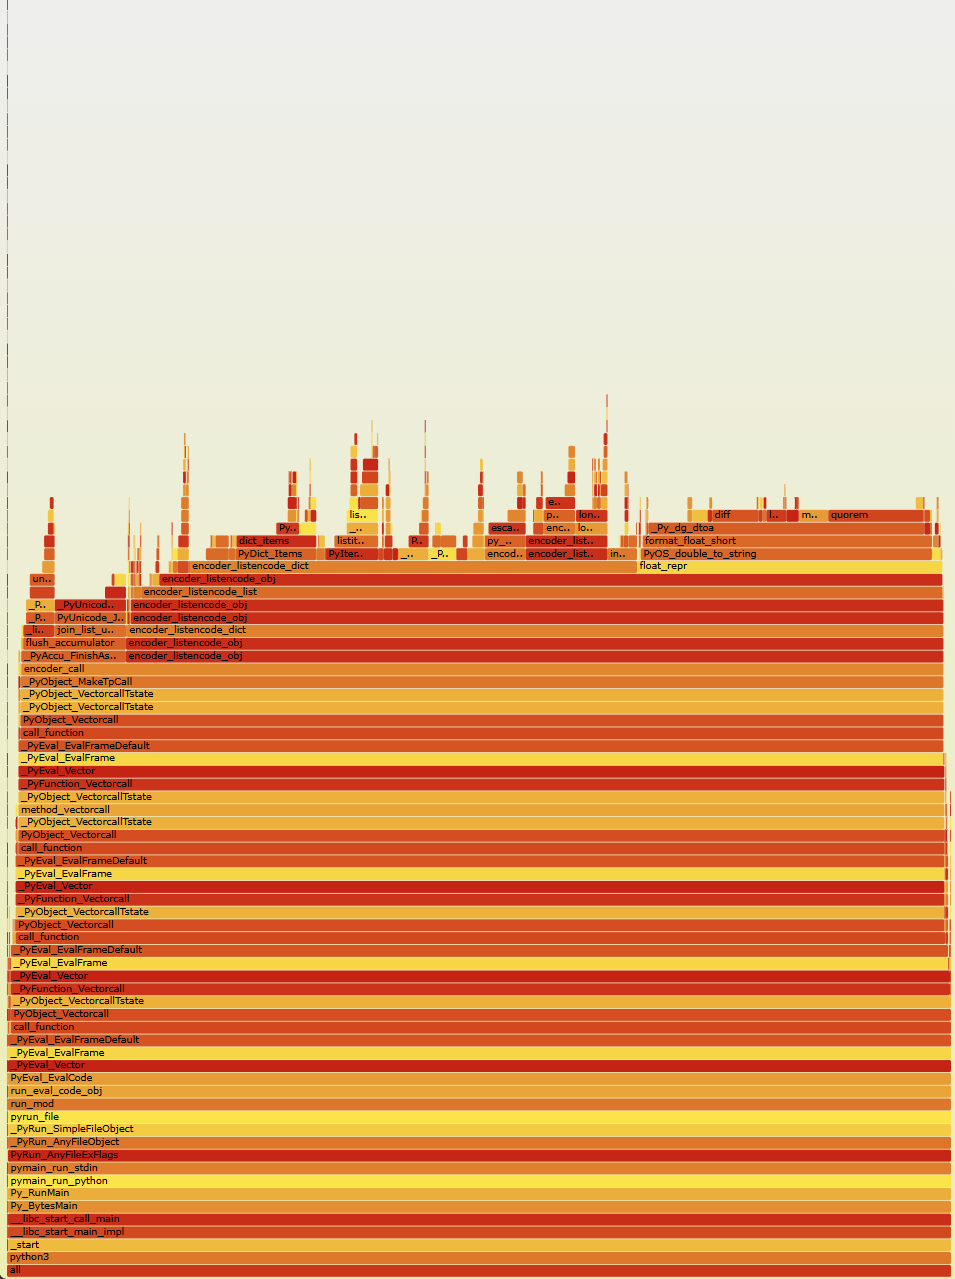 e..
lis.. p.. lon.. diff l.. m.. quorem
Py.. _.. esca.. enc.. lo.. _Py_dg_dtoa
dict_items listit.. P.. py_.. encoder_list.. format_float_short
PyDict_Items PyIter.. _.. _P.. encod.. encoder_list.. in.. PyOS_double_to_string
encoder_listencode_dict float_repr
un.. encoder_listencode_obj
encoder_listencode_list
_P.. _PyUnicod.. encoder_listencode_obj
_P.. PyUnicode_J.. encoder_listencode_obj
_li.. join_list_u.. encoder_listencode_dict
flush_accumulator encoder_listencode_obj
_PyAccu_FinishAs.. encoder_listencode_obj
encoder_call
_PyObject_MakeTpCall
_PyObject_VectorcallTstate
_PyObject_VectorcallTstate
PyObject_Vectorcall
call_function
_PyEval_EvalFrameDefault
_PyEval_EvalFrame
_PyEval_Vector
_PyFunction_Vectorcall
_PyObject_VectorcallTstate
method_vectorcall
_PyObject_VectorcallTstate
PyObject_Vectorcall
call_function
_PyEval_EvalFrameDefault
_PyEval_EvalFrame
_PyEval_Vector
_PyFunction_Vectorcall
_PyObject_VectorcallTstate
PyObject_Vectorcall
call_function
_PyEval_EvalFrameDefault
_PyEval_EvalFrame
_PyEval_Vector
_PyFunction_Vectorcall
_PyObject_VectorcallTstate
PyObject_Vectorcall
call_function
_PyEval_EvalFrameDefault
_PyEval_EvalFrame
_PyEval_Vector
PyEval_EvalCode
run_eval_code_obj
run_mod
pyrun_file
_PyRun_SimpleFileObject
_PyRun_AnyFileObject
PyRun_AnyFileExFlags
pymain_run_stdin
pymain_run_python
Py_RunMain
Py_BytesMain
__libc_start_call_main
__libc_start_main_impl
_start
python3
all